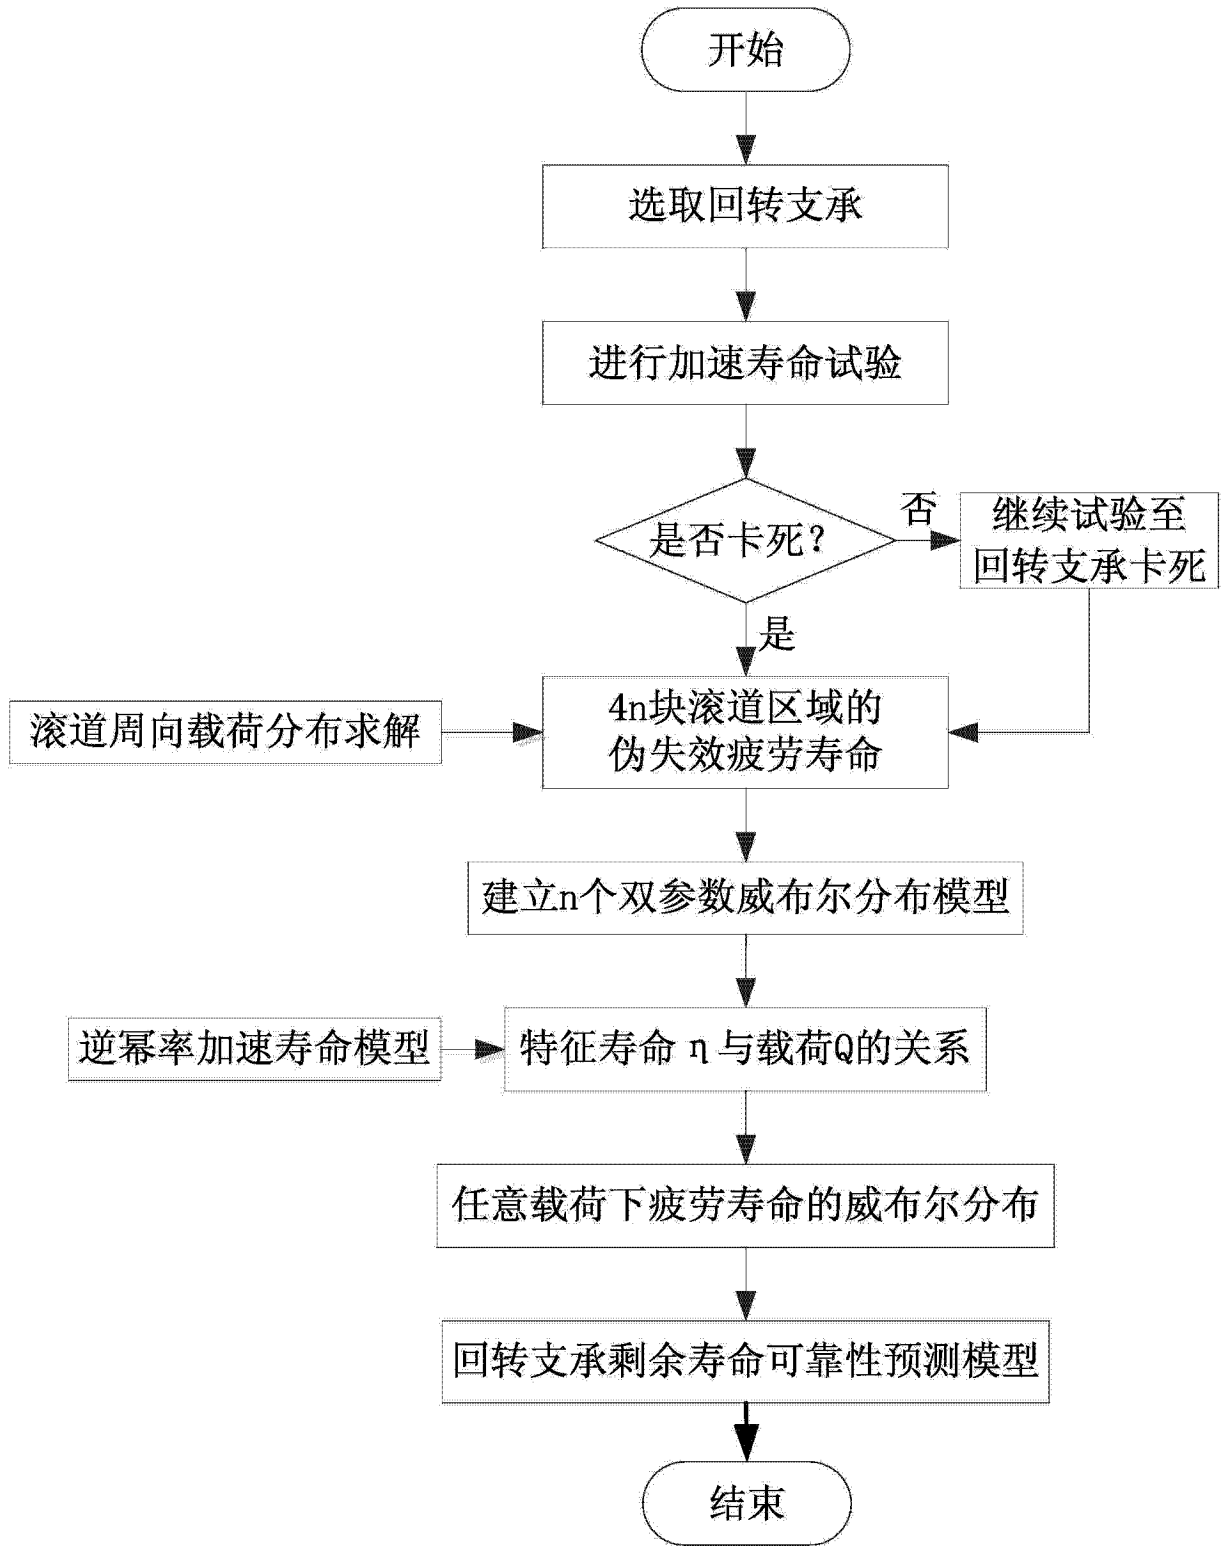 开始
选取回转支承
进行加速寿命试验
是否卡死?
否
继续试验至
回转支承卡死
是
滚道周向载荷分布求解
4n块滚道区域的
伪失效疲劳寿命
建立n个双参数威布尔分布模型
逆幂率加速寿命模型
特征寿命η与载荷Q的关系
任意载荷下疲劳寿命的威布尔分布
回转支承剩余寿命可靠性预测模型
结束